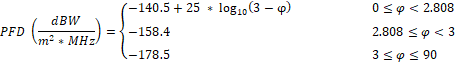 PFD (dBW / m² * MHz) = { −140.5 + 25 * log₁₀(3 − φ) 0 ≤ φ < 2.808
−158.4 2.808 ≤ φ < 3
−178.5 3 ≤ φ ≤ 90